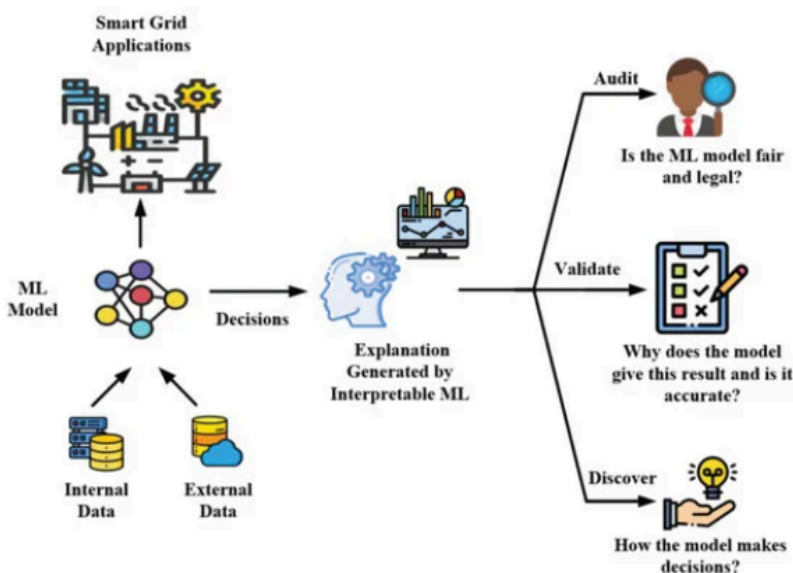 Smart Grid
Applications
Audit
Is the ML model fair
and legal?
ML
Model
Decisions
Explanation
Generated by
Interpretable ML
Validate
Why does the model
give this result and is it
accurate?
Internal
Data
External
Data
Discover
How the model makes
decisions?